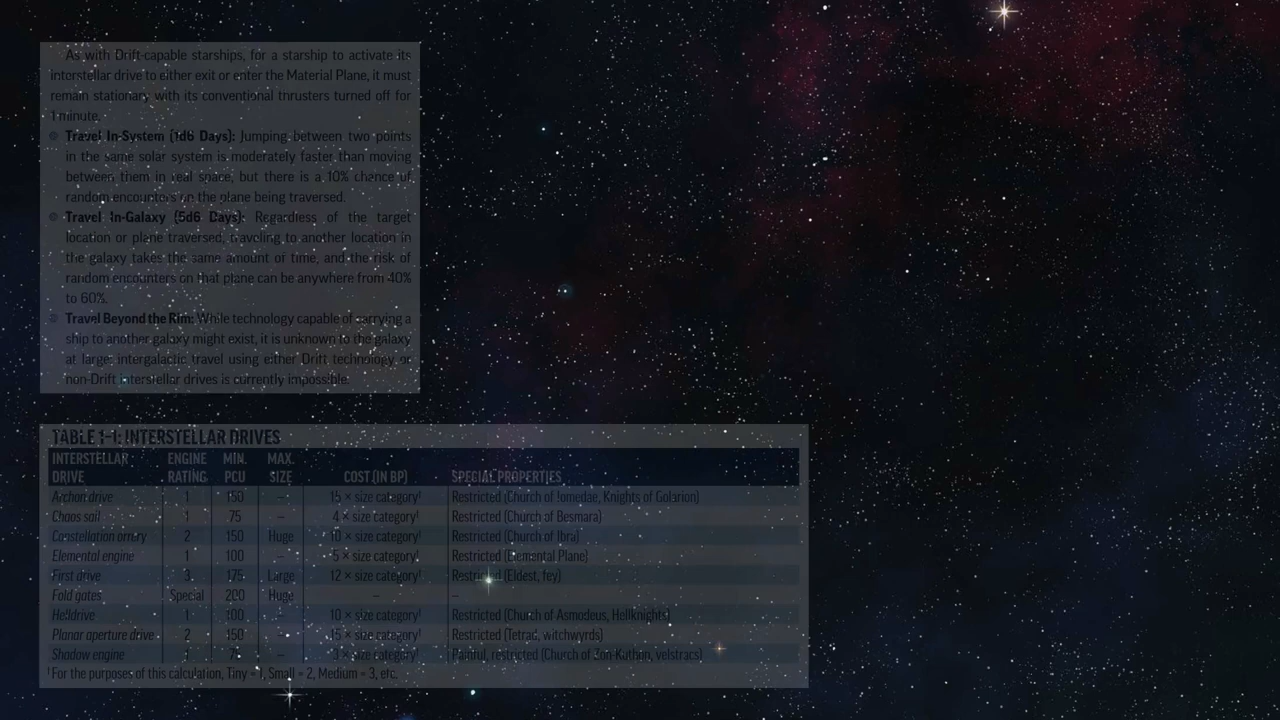 As with Drift-capable starships, for a starship to activate its
interstellar drive to either exit or enter the Material Plane, it must
remain stationary with its conventional thrusters turned off for
1 minute.
Travel In-System (1d6 Days): Jumping between two points
in the same solar system is moderately faster than moving
between them in real space, but there is a 10% chance of
random encounters on the plane being traversed.
Travel In-Galaxy (5d6 Days): Regardless of the target
location or plane traversed, traveling to another location in
the galaxy takes the same amount of time, and the risk of
random encounters on that plane can be anywhere from 40%
to 60%.
Travel Beyond the Rim: While technology capable of carrying a
ship to another galaxy might exist, it is unknown to the galaxy
at large; intergalactic travel using either Drift technology or
non-Drift interstellar drives is currently impossible.
TABLE 1–1: INTERSTELLAR DRIVES
INTERSTELLAR DRIVE ENGINE RATING MIN. PCU MAX. SIZE COST (IN BP) SPECIAL PROPERTIES
Archon drive 1 150 — 15 × size category¹ Restricted (Church of Iomedae, Knights of Golarion)
Chaos sail 1 75 — 4 × size category¹ Restricted (Church of Besmara)
Constellation orrery 2 150 Huge 10 × size category¹ Restricted (Church of Ibra)
Elemental engine 1 100 — 5 × size category¹ Restricted (Elemental Plane)
First drive 3 175 Large 12 × size category¹ Restricted (Eldest, fey)
Fold gates Special 200 Huge — —
Helldrive 1 100 — 10 × size category¹ Restricted (Church of Asmodeus, Hellknights)
Planar aperture drive 2 150 — 15 × size category¹ Restricted (Tetrad, witchwyrds)
Shadow engine 1 75 — 3 × size category¹ Painful, restricted (Church of Zon-Kuthon, velstracs)
¹ For the purposes of this calculation, Tiny = 1, Small = 2, Medium = 3, etc.